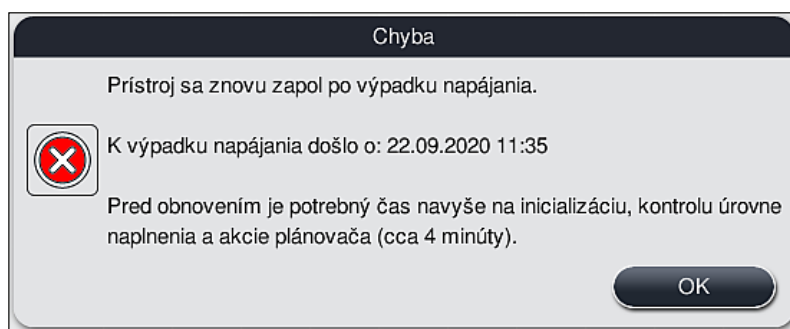 Chyba
Prístroj sa znovu zapol po výpadku napájania.
K výpadku napájania došlo o: 22.09.2020 11:35
Pred obnovením je potrebný čas navyše na inicializáciu, kontrolu úrovne
naplnenia a akcie plánovača (cca 4 minúty).
OK